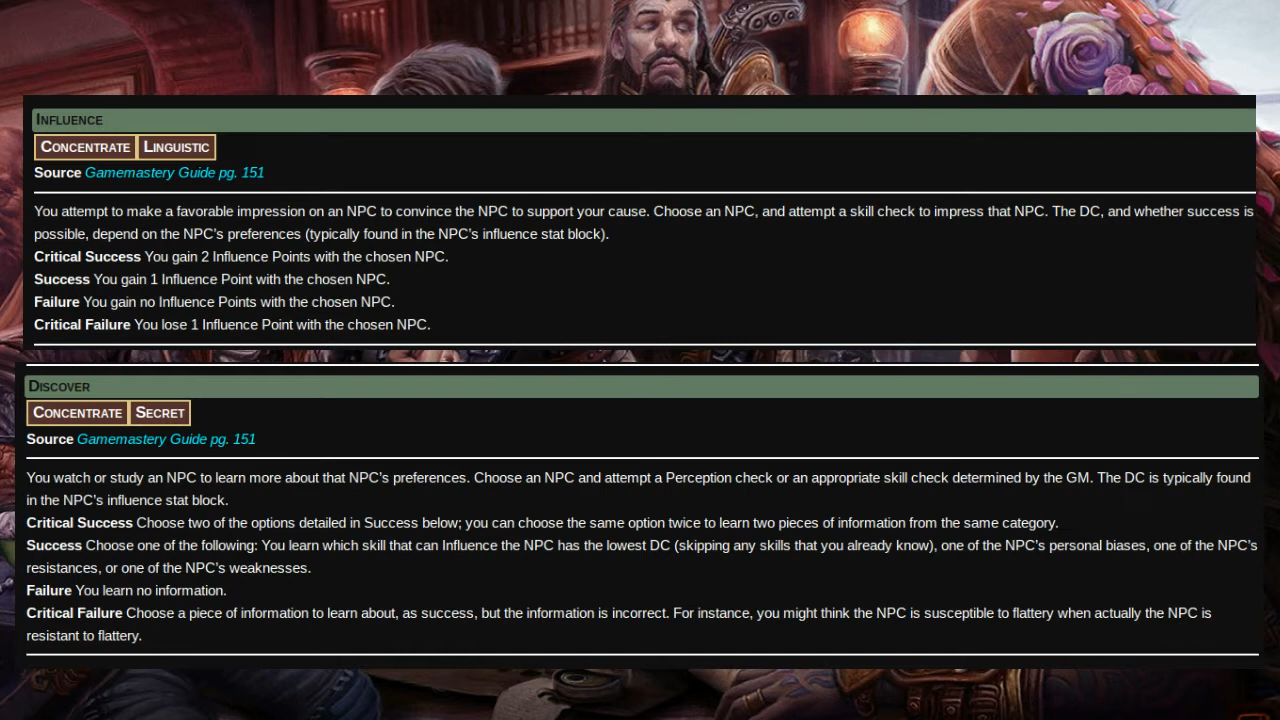 Influence
Concentrate Linguistic
Source Gamemastery Guide pg. 151
You attempt to make a favorable impression on an NPC to convince the NPC to support your cause. Choose an NPC, and attempt a skill check to impress that NPC. The DC, and whether success is
possible, depend on the NPC's preferences (typically found in the NPC's influence stat block).
Critical Success You gain 2 Influence Points with the chosen NPC.
Success You gain 1 Influence Point with the chosen NPC.
Failure You gain no Influence Points with the chosen NPC.
Critical Failure You lose 1 Influence Point with the chosen NPC.
Discover
Concentrate Secret
Source Gamemastery Guide pg. 151
You watch or study an NPC to learn more about that NPC's preferences. Choose an NPC and attempt a Perception check or an appropriate skill check determined by the GM. The DC is typically found
in the NPC's influence stat block.
Critical Success Choose two of the options detailed in Success below; you can choose the same option twice to learn two pieces of information from the same category.
Success Choose one of the following: You learn which skill that can Influence the NPC has the lowest DC (skipping any skills that you already know), one of the NPC's personal biases, one of the NPC's
resistances, or one of the NPC's weaknesses.
Failure You learn no information.
Critical Failure Choose a piece of information to learn about, as success, but the information is incorrect. For instance, you might think the NPC is susceptible to flattery when actually the NPC is
resistant to flattery.